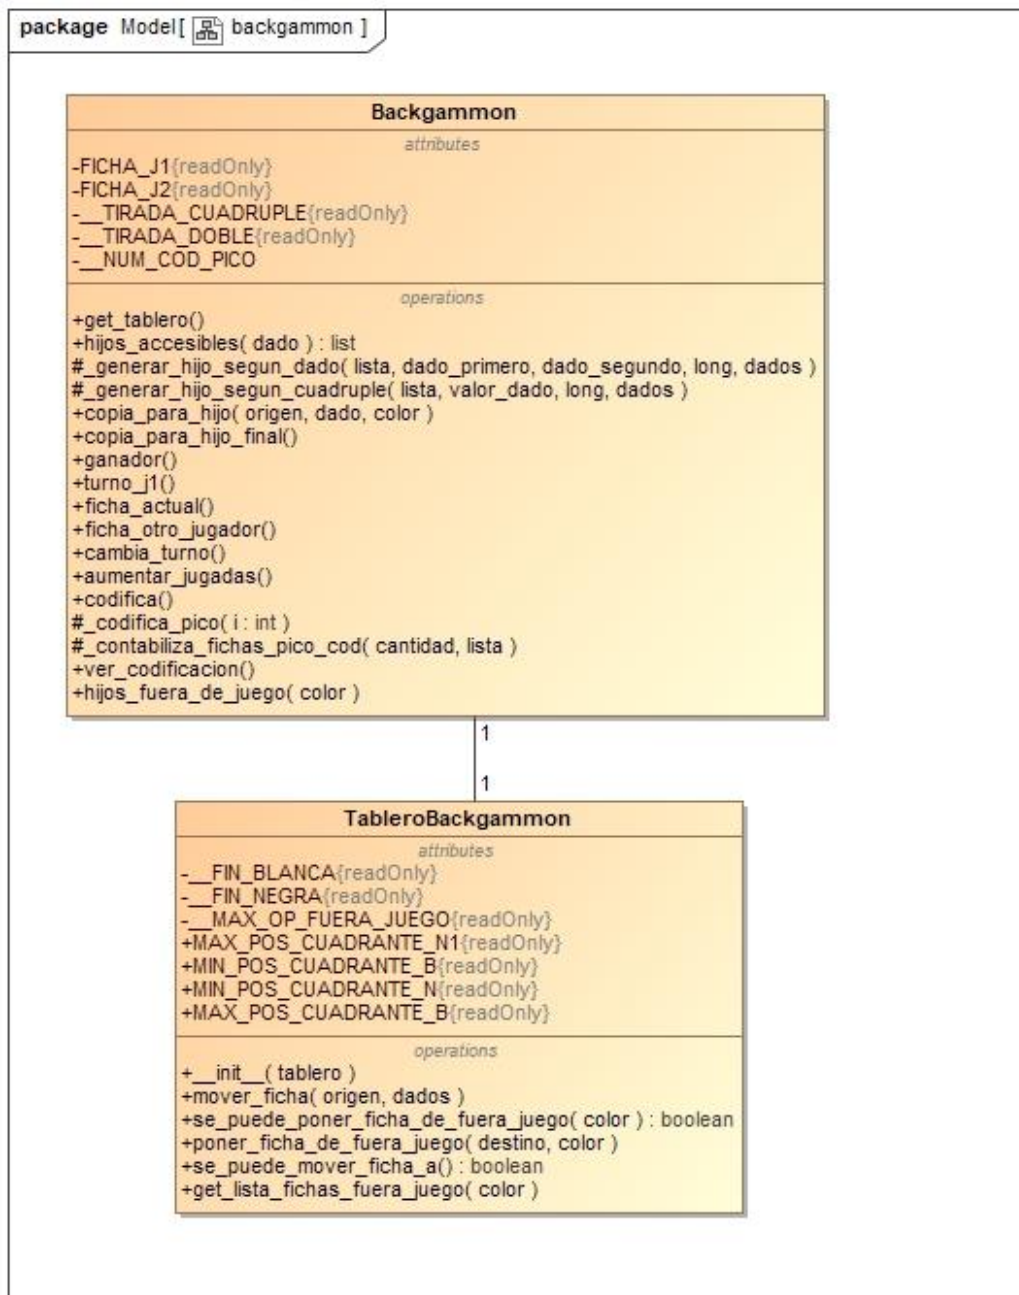 package Model[ backgammon ]
Backgammon
attributes
-FICHA_J1{readOnly}
-FICHA_J2{readOnly}
-__TIRADA_CUADRUPLE{readOnly}
-__TIRADA_DOBLE{readOnly}
-__NUM_COD_PICO
operations
+get_tablero()
+hijos_accesibles( dado ) : list
#_generar_hijo_segun_dado( lista, dado_primero, dado_segundo, long, dados )
#_generar_hijo_segun_cuadruple( lista, valor_dado, long, dados )
+copia_para_hijo( origen, dado, color )
+copia_para_hijo_final()
+ganador()
+turno_j1()
+ficha_actual()
+ficha_otro_jugador()
+cambia_turno()
+aumentar_jugadas()
+codifica()
#_codifica_pico( i : int )
#_contabiliza_fichas_pico_cod( cantidad, lista )
+ver_codificacion()
+hijos_fuera_de_juego( color )
1
1
TableroBackgammon
attributes
-__FIN_BLANCA{readOnly}
-__FIN_NEGRA{readOnly}
-__MAX_OP_FUERA_JUEGO{readOnly}
+MAX_POS_CUADRANTE_N1{readOnly}
+MIN_POS_CUADRANTE_B{readOnly}
+MIN_POS_CUADRANTE_N{readOnly}
+MAX_POS_CUADRANTE_B{readOnly}
operations
+__init__( tablero )
+mover_ficha( origen, dados )
+se_puede_poner_ficha_de_fuera_juego( color ) : boolean
+poner_ficha_de_fuera_juego( destino, color )
+se_puede_mover_ficha_a() : boolean
+get_lista_fichas_fuera_juego( color )